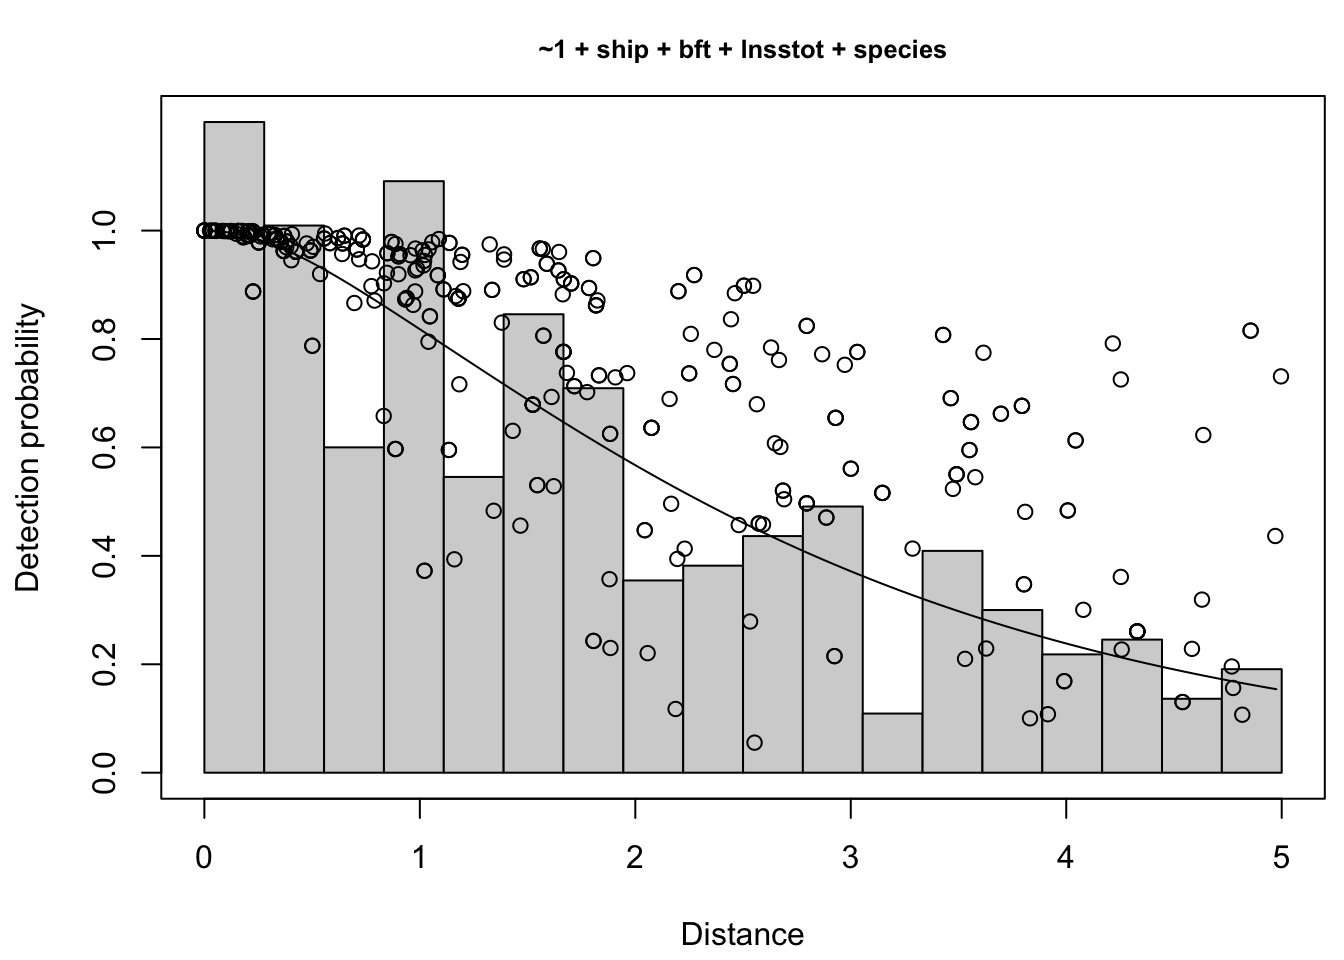 ~1 + ship + bft + lnsstot + species
Detection probability
1.0
0.8
0.6
0.4
0.2
0.0
0 1 2 3 4 5
Distance